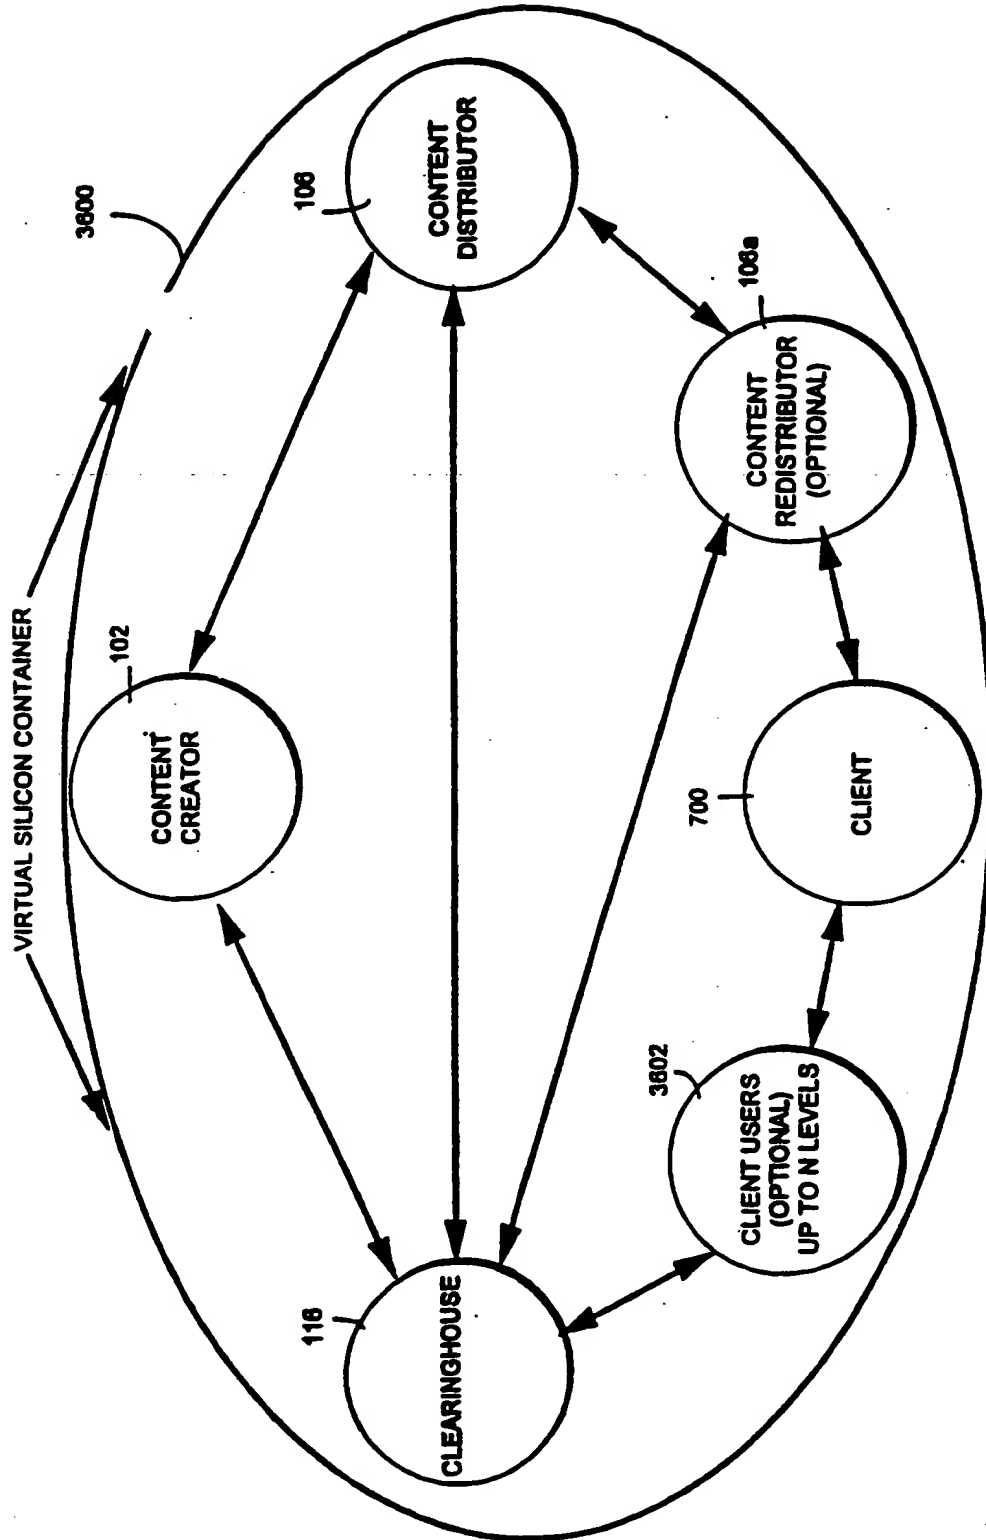 VIRTUAL SILICON CONTAINER
3600
102
CONTENT
CREATOR
116
CLEARINGHOUSE
106
CONTENT
DISTRIBUTOR
3602
CLIENT USERS
(OPTIONAL)
UP TO N LEVELS
700
CLIENT
106a
CONTENT
REDISTRIBUTOR
(OPTIONAL)